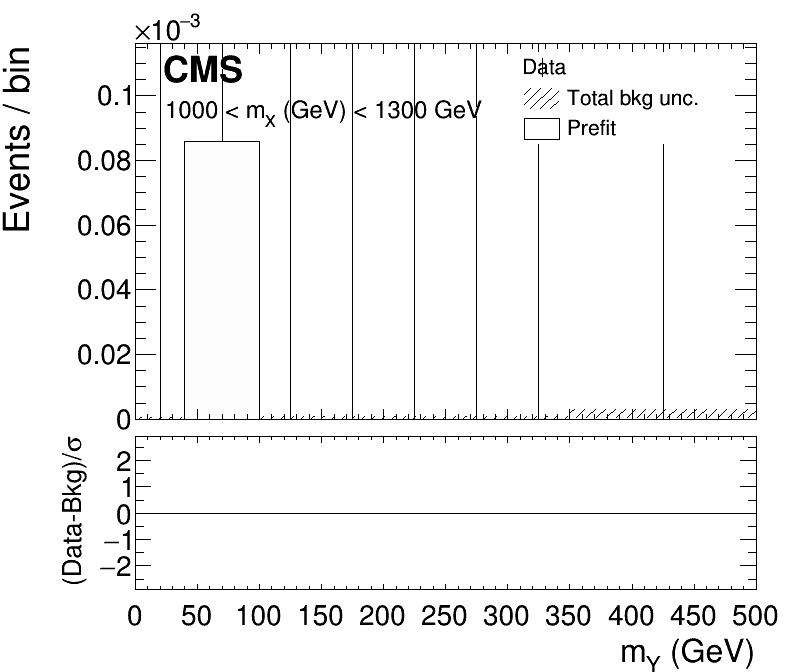 ×10−3
CMS
Data
1000 < mX (GeV) < 1300 GeV
Total bkg unc.
Prefit
Events / bin
0.1
0.08
0.06
0.04
0.02
0
(Data-Bkg)/σ
2
1
0
−1
−2
0 50 100 150 200 250 300 350 400 450 500
mY (GeV)